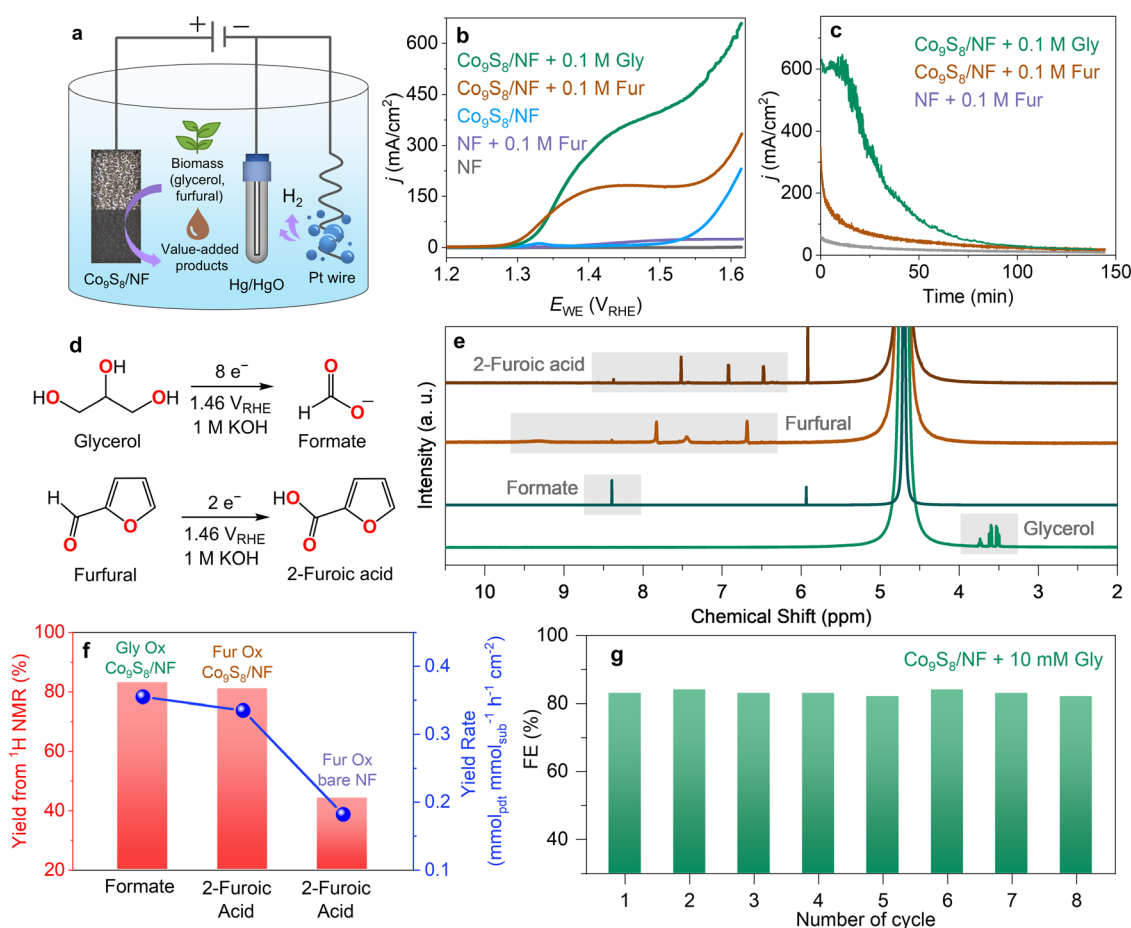 a
+ −
Biomass
(glycerol,
furfural)
H2
Value-added
products
Co9S8/NF
Hg/HgO
Pt wire
b
Co9S8/NF + 0.1 M Gly
Co9S8/NF + 0.1 M Fur
Co9S8/NF
NF + 0.1 M Fur
NF
j (mA/cm2)
600
450
300
150
0
1.2 1.3 1.4 1.5 1.6
EWE (VRHE)
c
Co9S8/NF + 0.1 M Gly
Co9S8/NF + 0.1 M Fur
NF + 0.1 M Fur
j (mA/cm2)
600
400
200
0
0 50 100 150
Time (min)
d
OH
HO OH
8 e−
1.46 VRHE
1 M KOH
O
H O−
Glycerol
Formate
H
O
O
2 e−
1.46 VRHE
1 M KOH
HO
O
O
Furfural
2-Furoic acid
e
2-Furoic acid
Furfural
Formate
Glycerol
Intensity (a. u.)
10 9 8 7 6 5 4 3 2
Chemical Shift (ppm)
f
Gly Ox
Co9S8/NF
Fur Ox
Co9S8/NF
Fur Ox
bare NF
Yield from 1H NMR (%)
100
80
60
40
20
0.4
0.3
0.2
0.1
Yield Rate
(mmolpdt mmolsub-1 h-1 cm-2)
Formate
2-Furoic
Acid
2-Furoic
Acid
g
Co9S8/NF + 10 mM Gly
FE (%)
100
80
60
40
1 2 3 4 5 6 7 8
Number of cycle